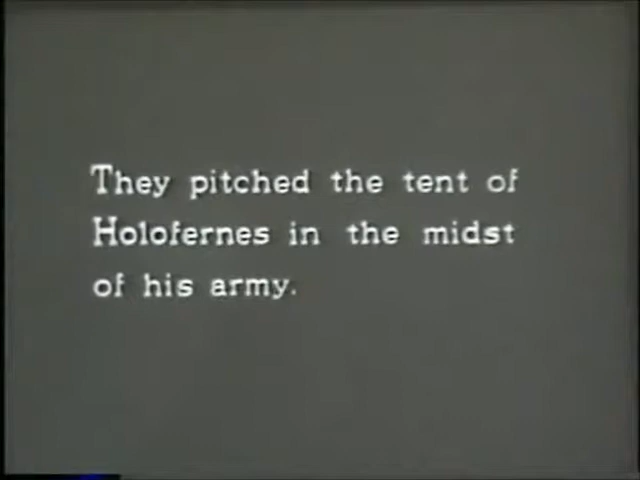 They pitched the tent of
Holofernes in the midst
of his army.